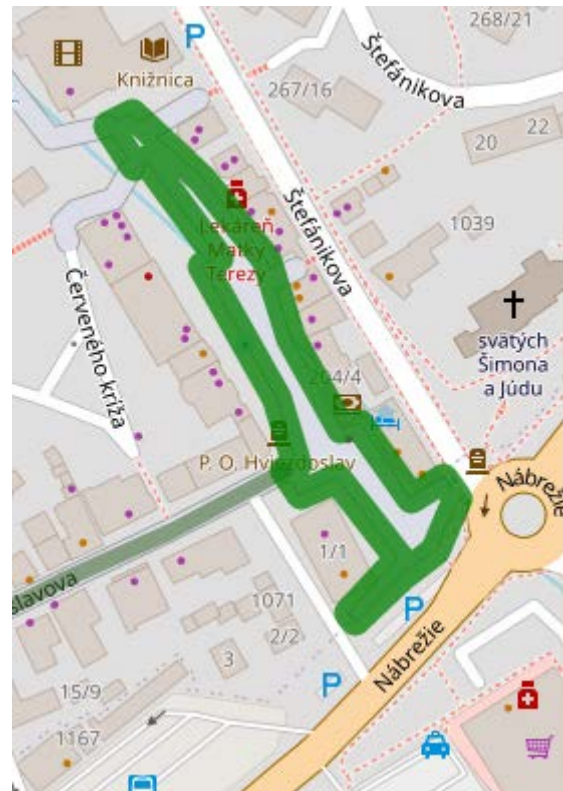 268/21
P
Knižnica
Štefánikova
267/16
22
20
Lekáreň
Matky
Terezy
Štefánikova
1039
Červeného kríža
svätých
Šimona
a Júdu
264/4
P. O. Hviezdoslav
Nábrežie
1/1
slavova
1071
P
2/2
3
Nábrežie
P
15/9
1167